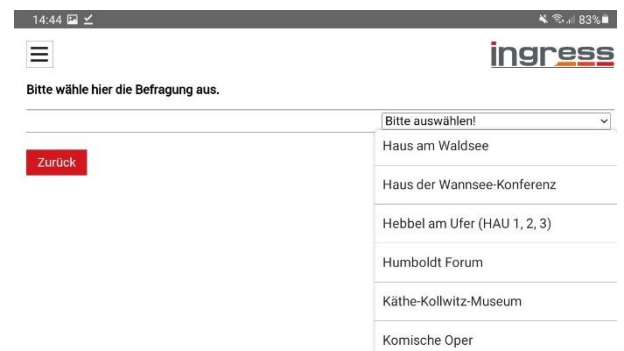 14:44 83%
ingress
Bitte wähle hier die Befragung aus.
Bitte auswählen!
Zurück
Haus am Waldsee
Haus der Wannsee-Konferenz
Hebbel am Ufer (HAU 1, 2, 3)
Humboldt Forum
Käthe-Kollwitz-Museum
Komische Oper